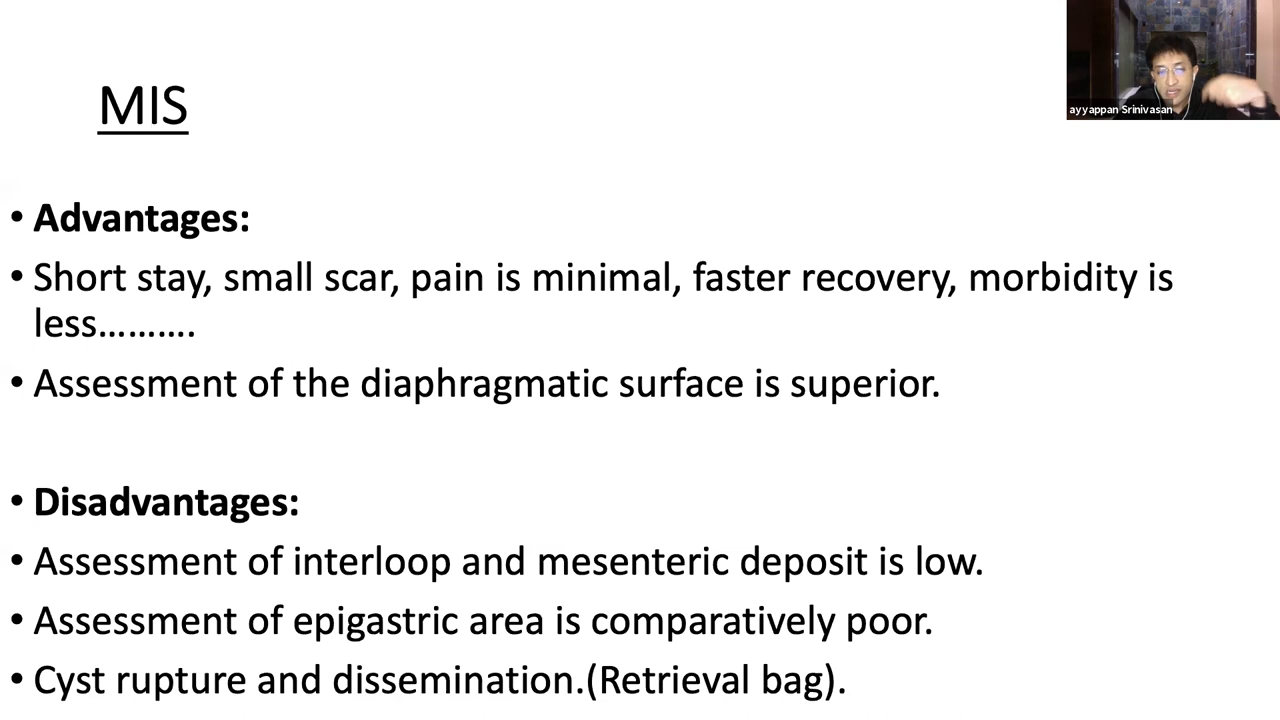 MIS
ayyappan Srinivasan
• Advantages:
• Short stay, small scar, pain is minimal, faster recovery, morbidity is
less……….
• Assessment of the diaphragmatic surface is superior.
• Disadvantages:
• Assessment of interloop and mesenteric deposit is low.
• Assessment of epigastric area is comparatively poor.
• Cyst rupture and dissemination.(Retrieval bag).